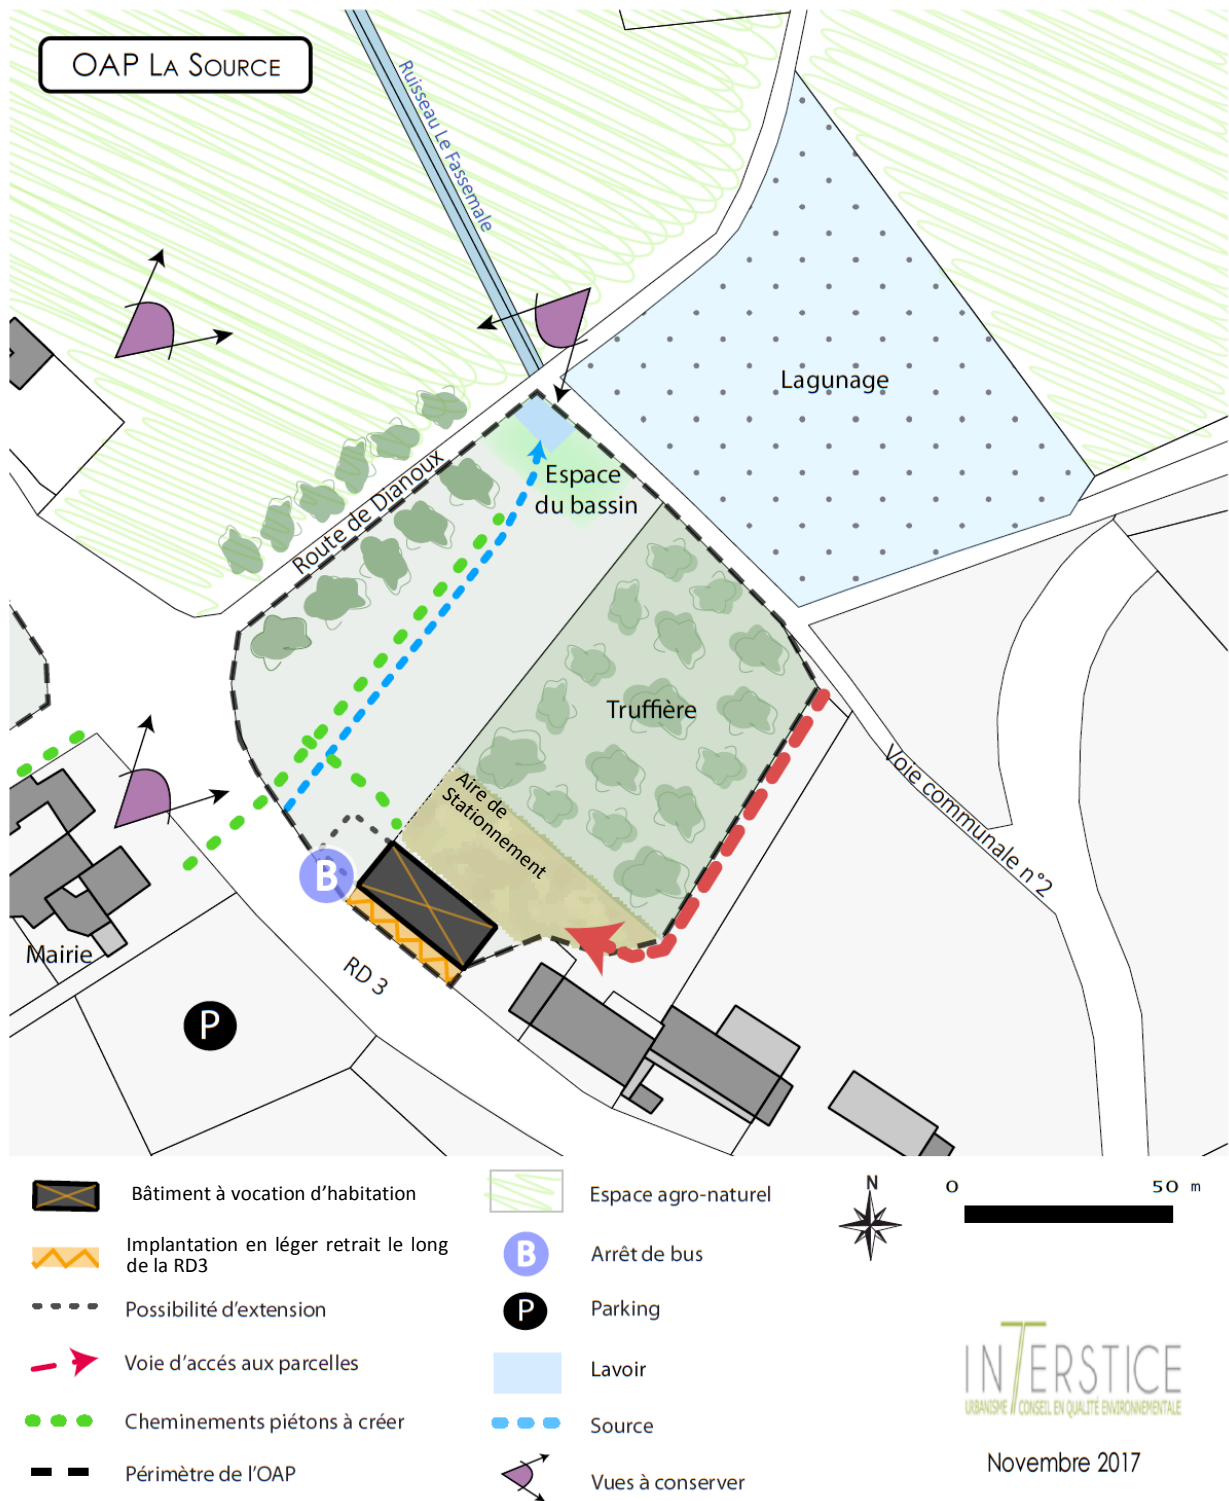 OAP LA SOURCE
Ruisseau Le Fassemale
Lagunage
Espace
du bassin
Route de Dianoux
Truffière
Aire de
Stationnement
Voie communale n°2
B
Mairie
RD 3
P
Bâtiment à vocation d'habitation
Implantation en léger retrait le long
de la RD3
Possibilité d'extension
Voie d'accés aux parcelles
Cheminements piétons à créer
Périmètre de l'OAP
Espace agro-naturel
B
Arrêt de bus
P
Parking
Lavoir
Source
Vues à conserver
N
0 50 m
INTERSTICE
URBANISME CONSEIL EN QUALITÉ ENVIRONNEMENTALE
Novembre 2017